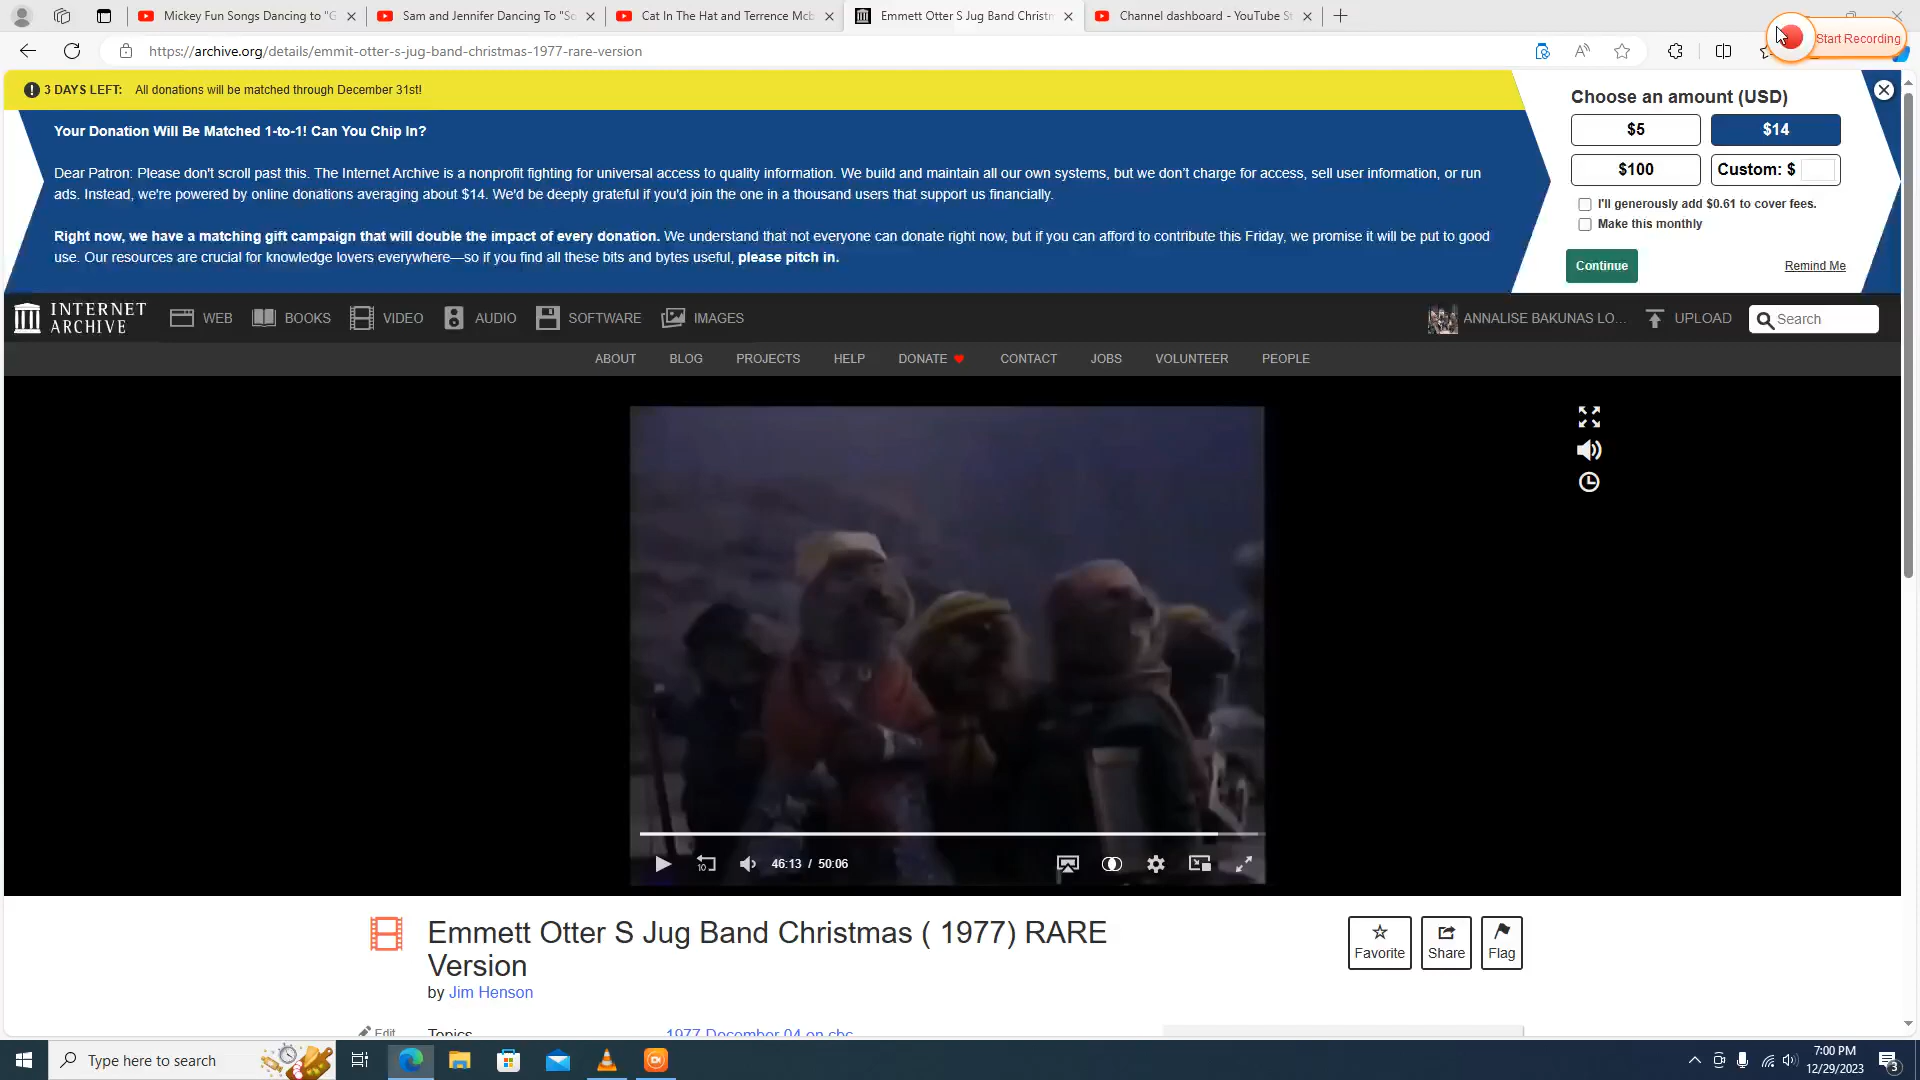 Mickey Fun Songs Dancing to "G
Sam and Jennifer Dancing To "So
Cat In The Hat and Terrence Mcb
Emmett Otter S Jug Band Christm
Channel dashboard - YouTube St
Start Recording
https://archive.org/details/emmit-otter-s-jug-band-christmas-1977-rare-version
3 DAYS LEFT: All donations will be matched through December 31st!
Your Donation Will Be Matched 1-to-1! Can You Chip In?
Dear Patron: Please don't scroll past this. The Internet Archive is a nonprofit fighting for universal access to quality information. We build and maintain all our own systems, but we don't charge for access, sell user information, or run
ads. Instead, we're powered by online donations averaging about $14. We'd be deeply grateful if you'd join the one in a thousand users that support us financially.
Right now, we have a matching gift campaign that will double the impact of every donation. We understand that not everyone can donate right now, but if you can afford to contribute this Friday, we promise it will be put to good
use. Our resources are crucial for knowledge lovers everywhere—so if you find all these bits and bytes useful, please pitch in.
Choose an amount (USD)
$5 $14
$100 Custom: $
I'll generously add $0.61 to cover fees.
Make this monthly
Continue Remind Me
INTERNET
ARCHIVE
WEB BOOKS VIDEO AUDIO SOFTWARE IMAGES
ANNALISE BAKUNAS LO... UPLOAD Search
ABOUT BLOG PROJECTS HELP DONATE CONTACT JOBS VOLUNTEER PEOPLE
10 46:13 / 50:06
Emmett Otter S Jug Band Christmas ( 1977) RARE
Version
by Jim Henson
Favorite Share Flag
Edit Topics 1977 December 04 on cbc
Type here to search
7:00 PM
12/29/2023
3